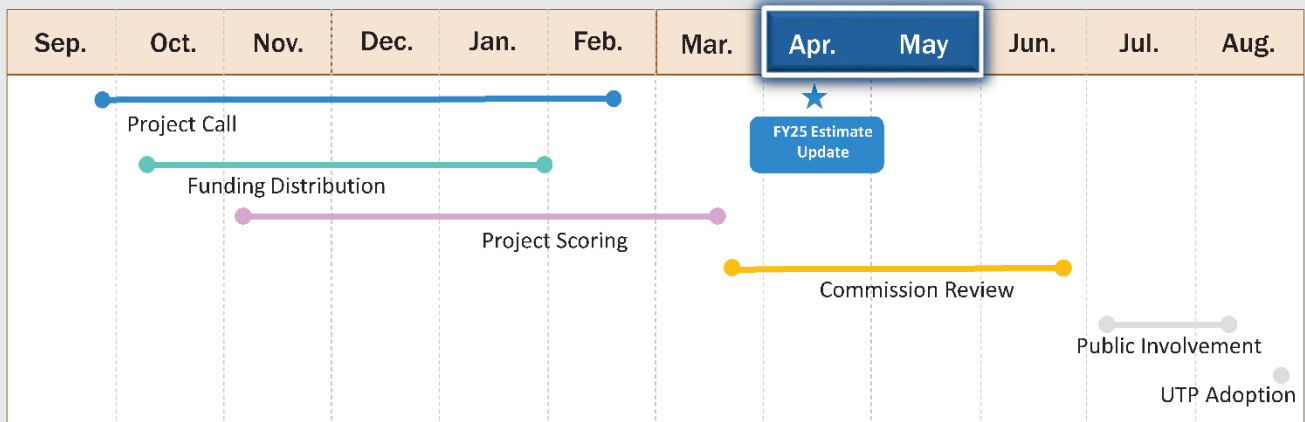 Sep. Oct. Nov. Dec. Jan. Feb. Mar. Apr. May Jun. Jul. Aug.
Project Call
FY25 Estimate
Update
Funding Distribution
Project Scoring
Commission Review
Public Involvement
UTP Adoption